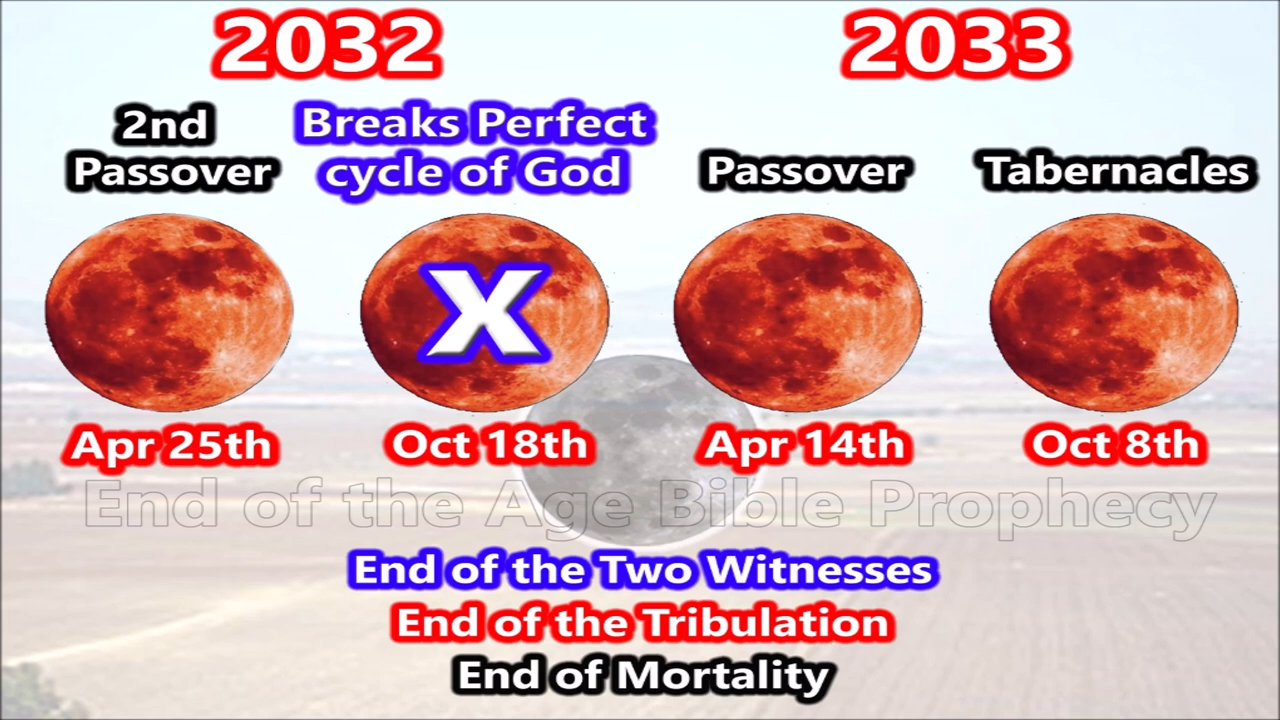 2032
2033
2nd
Passover
Breaks Perfect
cycle of God
Passover
Tabernacles
X
Apr 25th
Oct 18th
Apr 14th
Oct 8th
End of the Age Bible Prophecy
End of the Two Witnesses
End of the Tribulation
End of Mortality